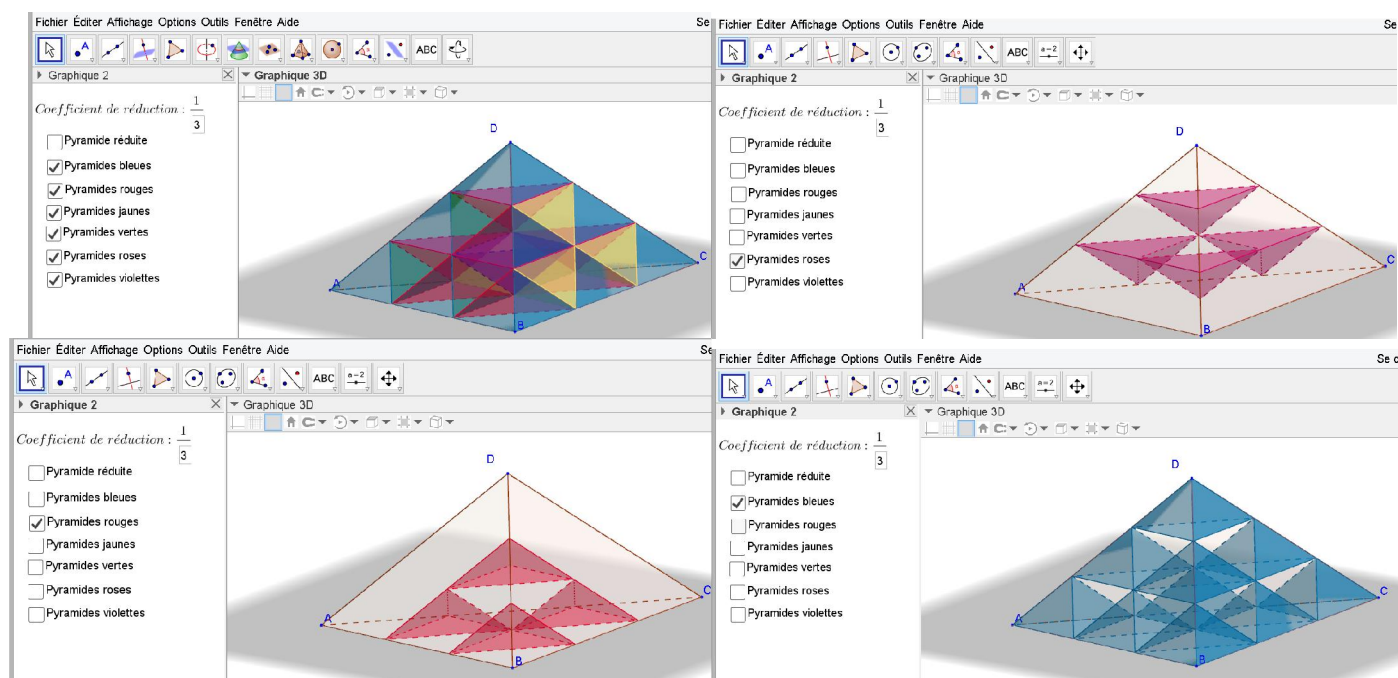 Fichier Éditer Affichage Options Outils Fenêtre Aide
Se
ABC
Graphique 2
Graphique 3D
Coefficient de réduction : 1/3
Pyramide réduite
Pyramides bleues
Pyramides rouges
Pyramides jaunes
Pyramides vertes
Pyramides roses
Pyramides violettes
D
A
C
B
Fichier Éditer Affichage Options Outils Fenêtre Aide
Se
ABC
a=2
Graphique 2
Graphique 3D
Coefficient de réduction : 1/3
Pyramide réduite
Pyramides bleues
Pyramides rouges
Pyramides jaunes
Pyramides vertes
Pyramides roses
Pyramides violettes
D
A
C
B
Fichier Éditer Affichage Options Outils Fenêtre Aide
Se
ABC
a=2
Graphique 2
Graphique 3D
Coefficient de réduction : 1/3
Pyramide réduite
Pyramides bleues
Pyramides rouges
Pyramides jaunes
Pyramides vertes
Pyramides roses
Pyramides violettes
D
A
C
B
Fichier Éditer Affichage Options Outils Fenêtre Aide
Se c
ABC
a=2
Graphique 2
Graphique 3D
Coefficient de réduction : 1/3
Pyramide réduite
Pyramides bleues
Pyramides rouges
Pyramides jaunes
Pyramides vertes
Pyramides roses
Pyramides violettes
D
A
C
B